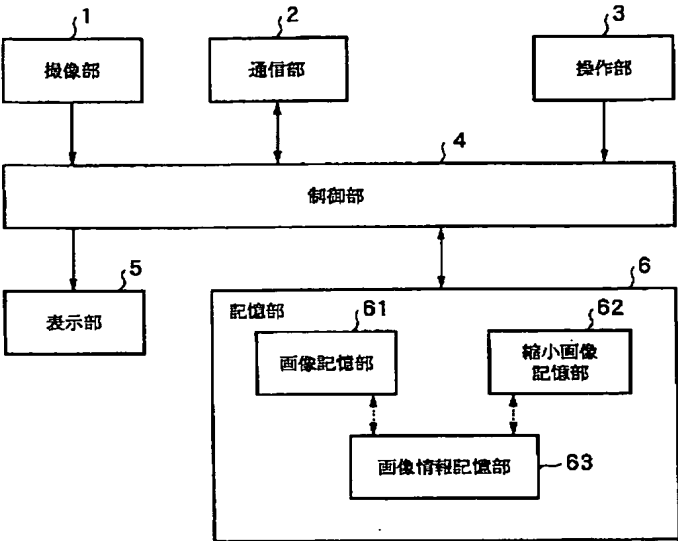 1
2
3
撮像部
通信部
操作部
4
制御部
5
6
表示部
記憶部
61
62
画像記憶部
縮小画像
記憶部
画像情報記憶部
63